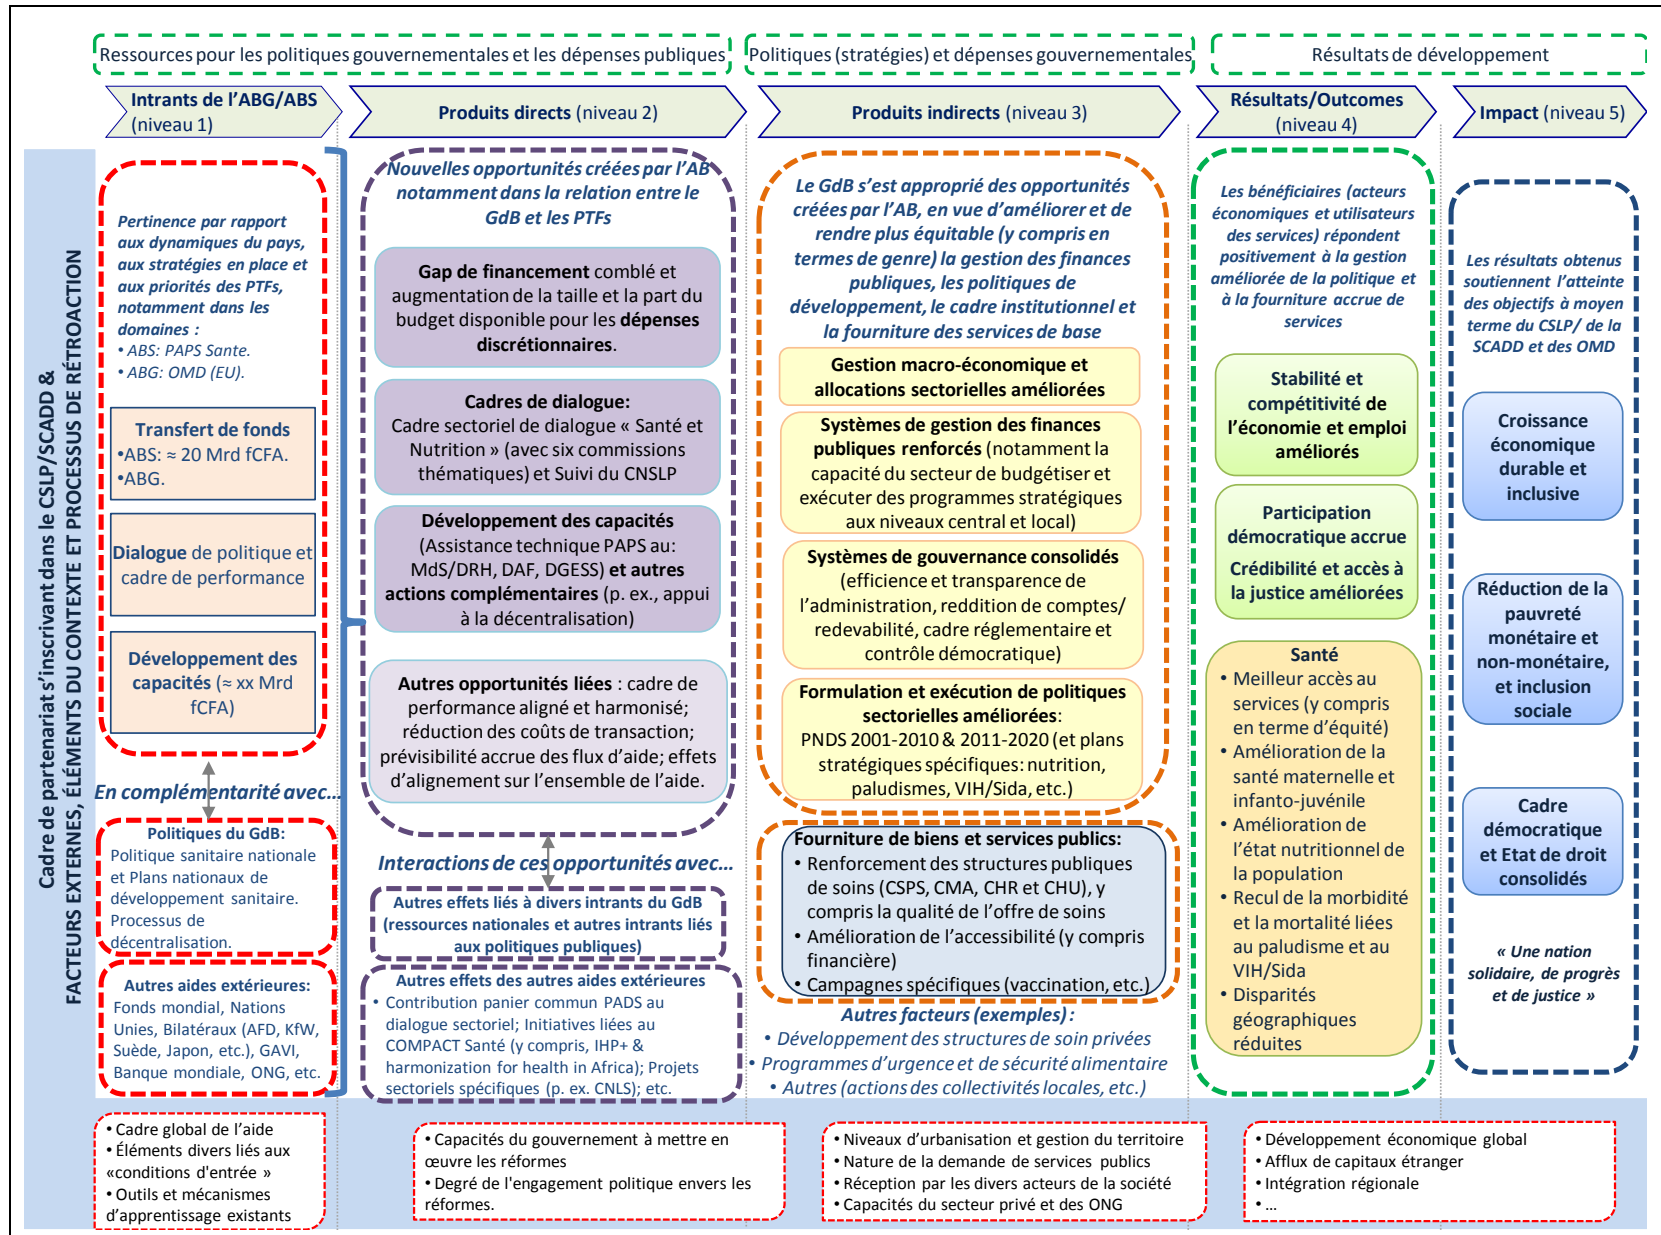 Ressources pour les politiques gouvernementales et les dépenses publiques
Politiques (stratégies) et dépenses gouvernementales
Résultats de développement
Intrants de l'ABG/ABS
(niveau 1)
Produits directs (niveau 2)
Produits indirects (niveau 3)
Résultats/Outcomes
(niveau 4)
Impact (niveau 5)
Cadre de partenariat s'inscrivant dans le CSLP/SCADD &
FACTEURS EXTERNES, ÉLÉMENTS DU CONTEXTE ET PROCESSUS DE RÉTROACTION
Pertinence par rapport
aux dynamiques du pays,
aux stratégies en place et
aux priorités des PTFs,
notamment dans les
domaines :
• ABS: PAPS Sante.
• ABG: OMD (EU).
Transfert de fonds
•ABS: ≈ 20 Mrd fCFA.
•ABG.
Dialogue de politique et
cadre de performance
Développement des
capacités (≈ xx Mrd
fCFA)
En complémentarité avec…
Politiques du GdB:
Politique sanitaire nationale
et Plans nationaux de
développement sanitaire.
Processus de
décentralisation.
Autres aides extérieures:
Fonds mondial, Nations
Unies, Bilatéraux (AFD, KfW,
Suède, Japon, etc.), GAVI,
Banque mondiale, ONG, etc.
Nouvelles opportunités créées par l'AB
notamment dans la relation entre le
GdB et les PTFs
Gap de financement comblé et
augmentation de la taille et la part du
budget disponible pour les dépenses
discrétionnaires.
Cadres de dialogue:
Cadre sectoriel de dialogue « Santé et
Nutrition » (avec six commissions
thématiques) et Suivi du CNSLP
Développement des capacités
(Assistance technique PAPS au:
MdS/DRH, DAF, DGESS) et autres
actions complémentaires (p. ex., appui
à la décentralisation)
Autres opportunités liées : cadre de
performance aligné et harmonisé;
réduction des coûts de transaction;
prévisibilité accrue des flux d'aide; effets
d'alignement sur l'ensemble de l'aide.
Interactions de ces opportunités avec…
Autres effets liés à divers intrants du GdB
(ressources nationales et autres intrants liés
aux politiques publiques)
Autres effets des autres aides extérieures
• Contribution panier commun PADS au
dialogue sectoriel; Initiatives liées au
COMPACT Santé (y compris, IHP+ &
harmonization for health in Africa); Projets
sectoriels spécifiques (p. ex. CNLS); etc.
Le GdB s'est approprié des opportunités
créées par l'AB, en vue d'améliorer et de
rendre plus équitable (y compris en
termes de genre) la gestion des finances
publiques, les politiques de
développement, le cadre institutionnel et
la fourniture des services de base
Gestion macro-économique et
allocations sectorielles améliorées
Systèmes de gestion des finances
publiques renforcés (notamment la
capacité du secteur de budgétiser et
exécuter des programmes stratégiques
aux niveaux central et local)
Systèmes de gouvernance consolidés
(efficience et transparence de
l'administration, reddition de comptes/
redevabilité, cadre réglementaire et
contrôle démocratique)
Formulation et exécution de politiques
sectorielles améliorées:
PNDS 2001-2010 & 2011-2020 (et plans
stratégiques spécifiques: nutrition,
paludismes, VIH/Sida, etc.)
Fourniture de biens et services publics:
• Renforcement des structures publiques
de soins (CSPS, CMA, CHR et CHU), y
compris la qualité de l'offre de soins
• Amélioration de l'accessibilité (y compris
financière)
• Campagnes spécifiques (vaccination, etc.)
Autres facteurs (exemples) :
• Développement des structures de soin privées
• Programmes d'urgence et de sécurité alimentaire
• Autres (actions des collectivités locales, etc.)
Les bénéficiaires (acteurs
économiques et utilisateurs
des services) répondent
positivement à la gestion
améliorée de la politique et
à la fourniture accrue de
services
Stabilité et
compétitivité de
l'économie et emploi
améliorés
Participation
démocratique accrue
Crédibilité et accès à
la justice améliorées
Santé
• Meilleur accès au
services (y compris
en terme d'équité)
• Amélioration de la
santé maternelle et
infanto-juvénile
• Amélioration de
l'état nutritionnel de
la population
• Recul de la morbidité
et la mortalité liées
au paludisme et au
VIH/Sida
• Disparités
géographiques
réduites
Les résultats obtenus
soutiennent l'atteinte
des objectifs à moyen
terme du CSLP/ de la
SCADD et des OMD
Croissance
économique
durable et
inclusive
Réduction de la
pauvreté
monétaire et
non-monétaire,
et inclusion
sociale
Cadre
démocratique
et Etat de droit
consolidés
« Une nation
solidaire, de progrès
et de justice »
• Cadre global de l'aide
• Éléments divers liés aux
«conditions d'entrée »
• Outils et mécanismes
d'apprentissage existants
• Capacités du gouvernement à mettre en
œuvre les réformes
• Degré de l'engagement politique envers les
réformes.
• Niveaux d'urbanisation et gestion du territoire
• Nature de la demande de services publics
• Réception par les divers acteurs de la société
• Capacités du secteur privé et des ONG
• Développement économique global
• Afflux de capitaux étranger
• Intégration régionale
• …